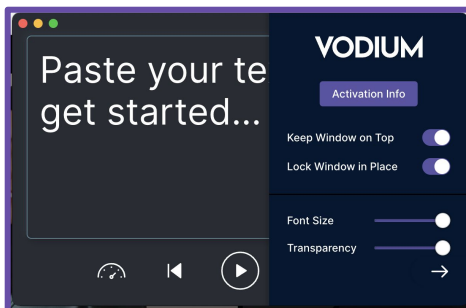 Paste your te
get started...
VODIUM
Activation Info
Keep Window on Top
Lock Window in Place
Font Size
Transparency